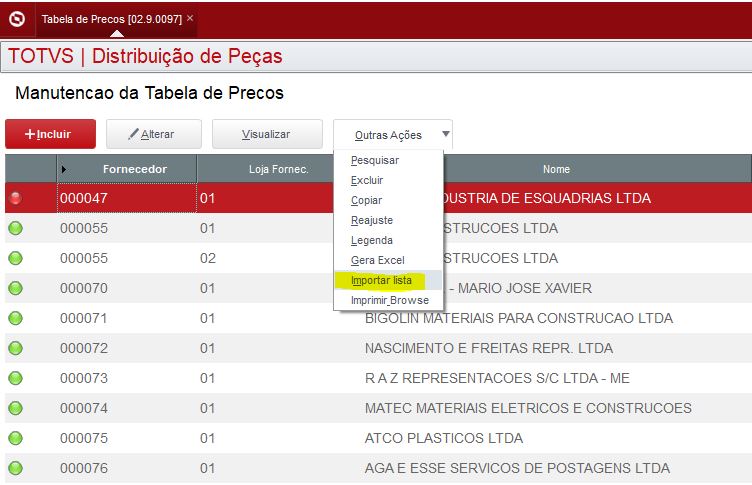 Tabela de Precos [02.9.0097] ×
TOTVS | Distribuição de Peças
Manutencao da Tabela de Precos
+Incluir Alterar Visualizar Outras Ações
Fornecedor Loja Fornec. Nome
Pesquisar
Excluir
Copiar
Reajuste
Legenda
Gera Excel
Importar lista
Imprimir Browse
000047 01 DUSTRIA DE ESQUADRIAS LTDA
000055 01 STRUCOES LTDA
000055 02 STRUCOES LTDA
000070 01 - MARIO JOSE XAVIER
000071 01 BIGOLIN MATERIAIS PARA CONSTRUCAO LTDA
000072 01 NASCIMENTO E FREITAS REPR. LTDA
000073 01 R A Z REPRESENTACOES S/C LTDA - ME
000074 01 MATEC MATERIAIS ELETRICOS E CONSTRUCOES
000075 01 ATCO PLASTICOS LTDA
000076 01 AGA E ESSE SERVICOS DE POSTAGENS LTDA